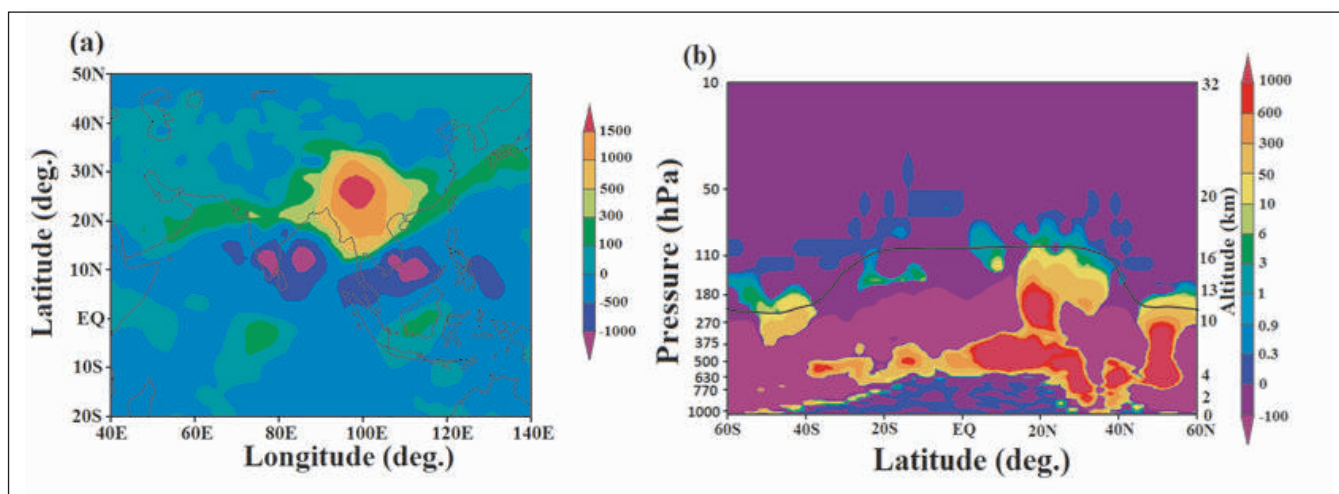 (a)
50N
40N
30N
20N
10N
EQ
10S
20S
Latitude (deg.)
40E 60E 80E 100E 120E 140E
Longitude (deg.)
1500
1000
500
300
100
0
-500
-1000
(b)
10
50
110
180
270
375
500
630
770
1000
Pressure (hPa)
60S 40S 20S EQ 20N 40N 60N
Latitude (deg.)
32
20
16
13
10
4
2
0
Altitude (km)
1000
600
300
50
10
6
3
1
0.9
0.3
0
-100